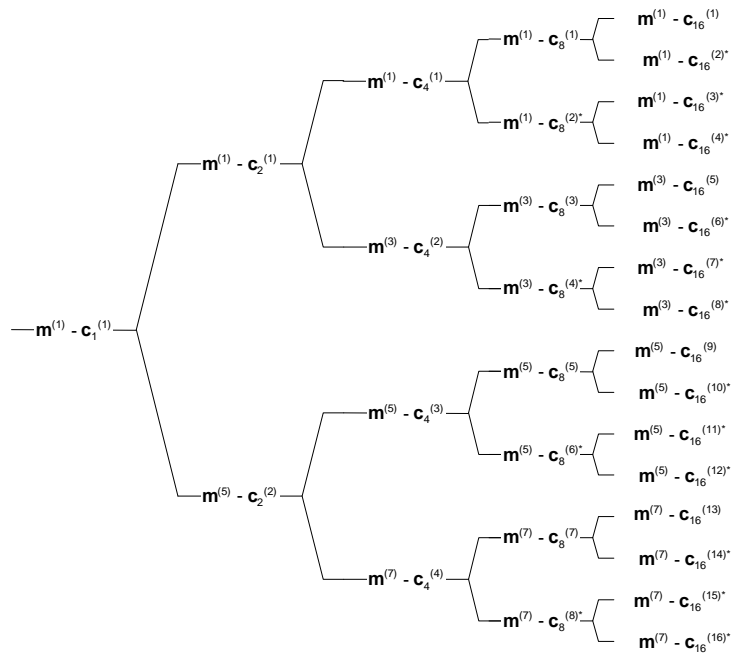 m(1) - c16(1)
m(1) - c8(1)
m(1) - c16(2)*
m(1) - c4(1)
m(1) - c16(3)*
m(1) - c8(2)*
m(1) - c16(4)*
m(1) - c2(1)
m(3) - c16(5)
m(3) - c8(3)
m(3) - c16(6)*
m(3) - c4(2)
m(3) - c16(7)*
m(3) - c8(4)*
m(3) - c16(8)*
m(1) - c1(1)
m(5) - c16(9)
m(5) - c8(5)
m(5) - c16(10)*
m(5) - c4(3)
m(5) - c16(11)*
m(5) - c8(6)*
m(5) - c16(12)*
m(5) - c2(2)
m(7) - c16(13)
m(7) - c8(7)
m(7) - c16(14)*
m(7) - c4(4)
m(7) - c16(15)*
m(7) - c8(8)*
m(7) - c16(16)*